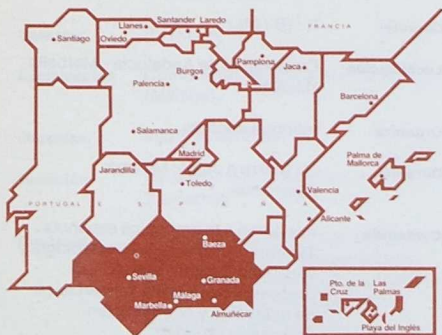 FRANCIA
Santander Laredo
Llanes
Santiago
Oviedo
Pamplona
Jaca
Burgos
Palencia
Barcelona
Salamanca
Madrid
Palma de
Mallorca
Jarandilla
Toledo
Valencia
PORTUGAL
ESPAÑA
Alicante
Baeza
Sevilla
Granada
Málaga
Marbella
Almuñécar
Pto. de la
Cruz
Las
Palmas
Playa del Inglés